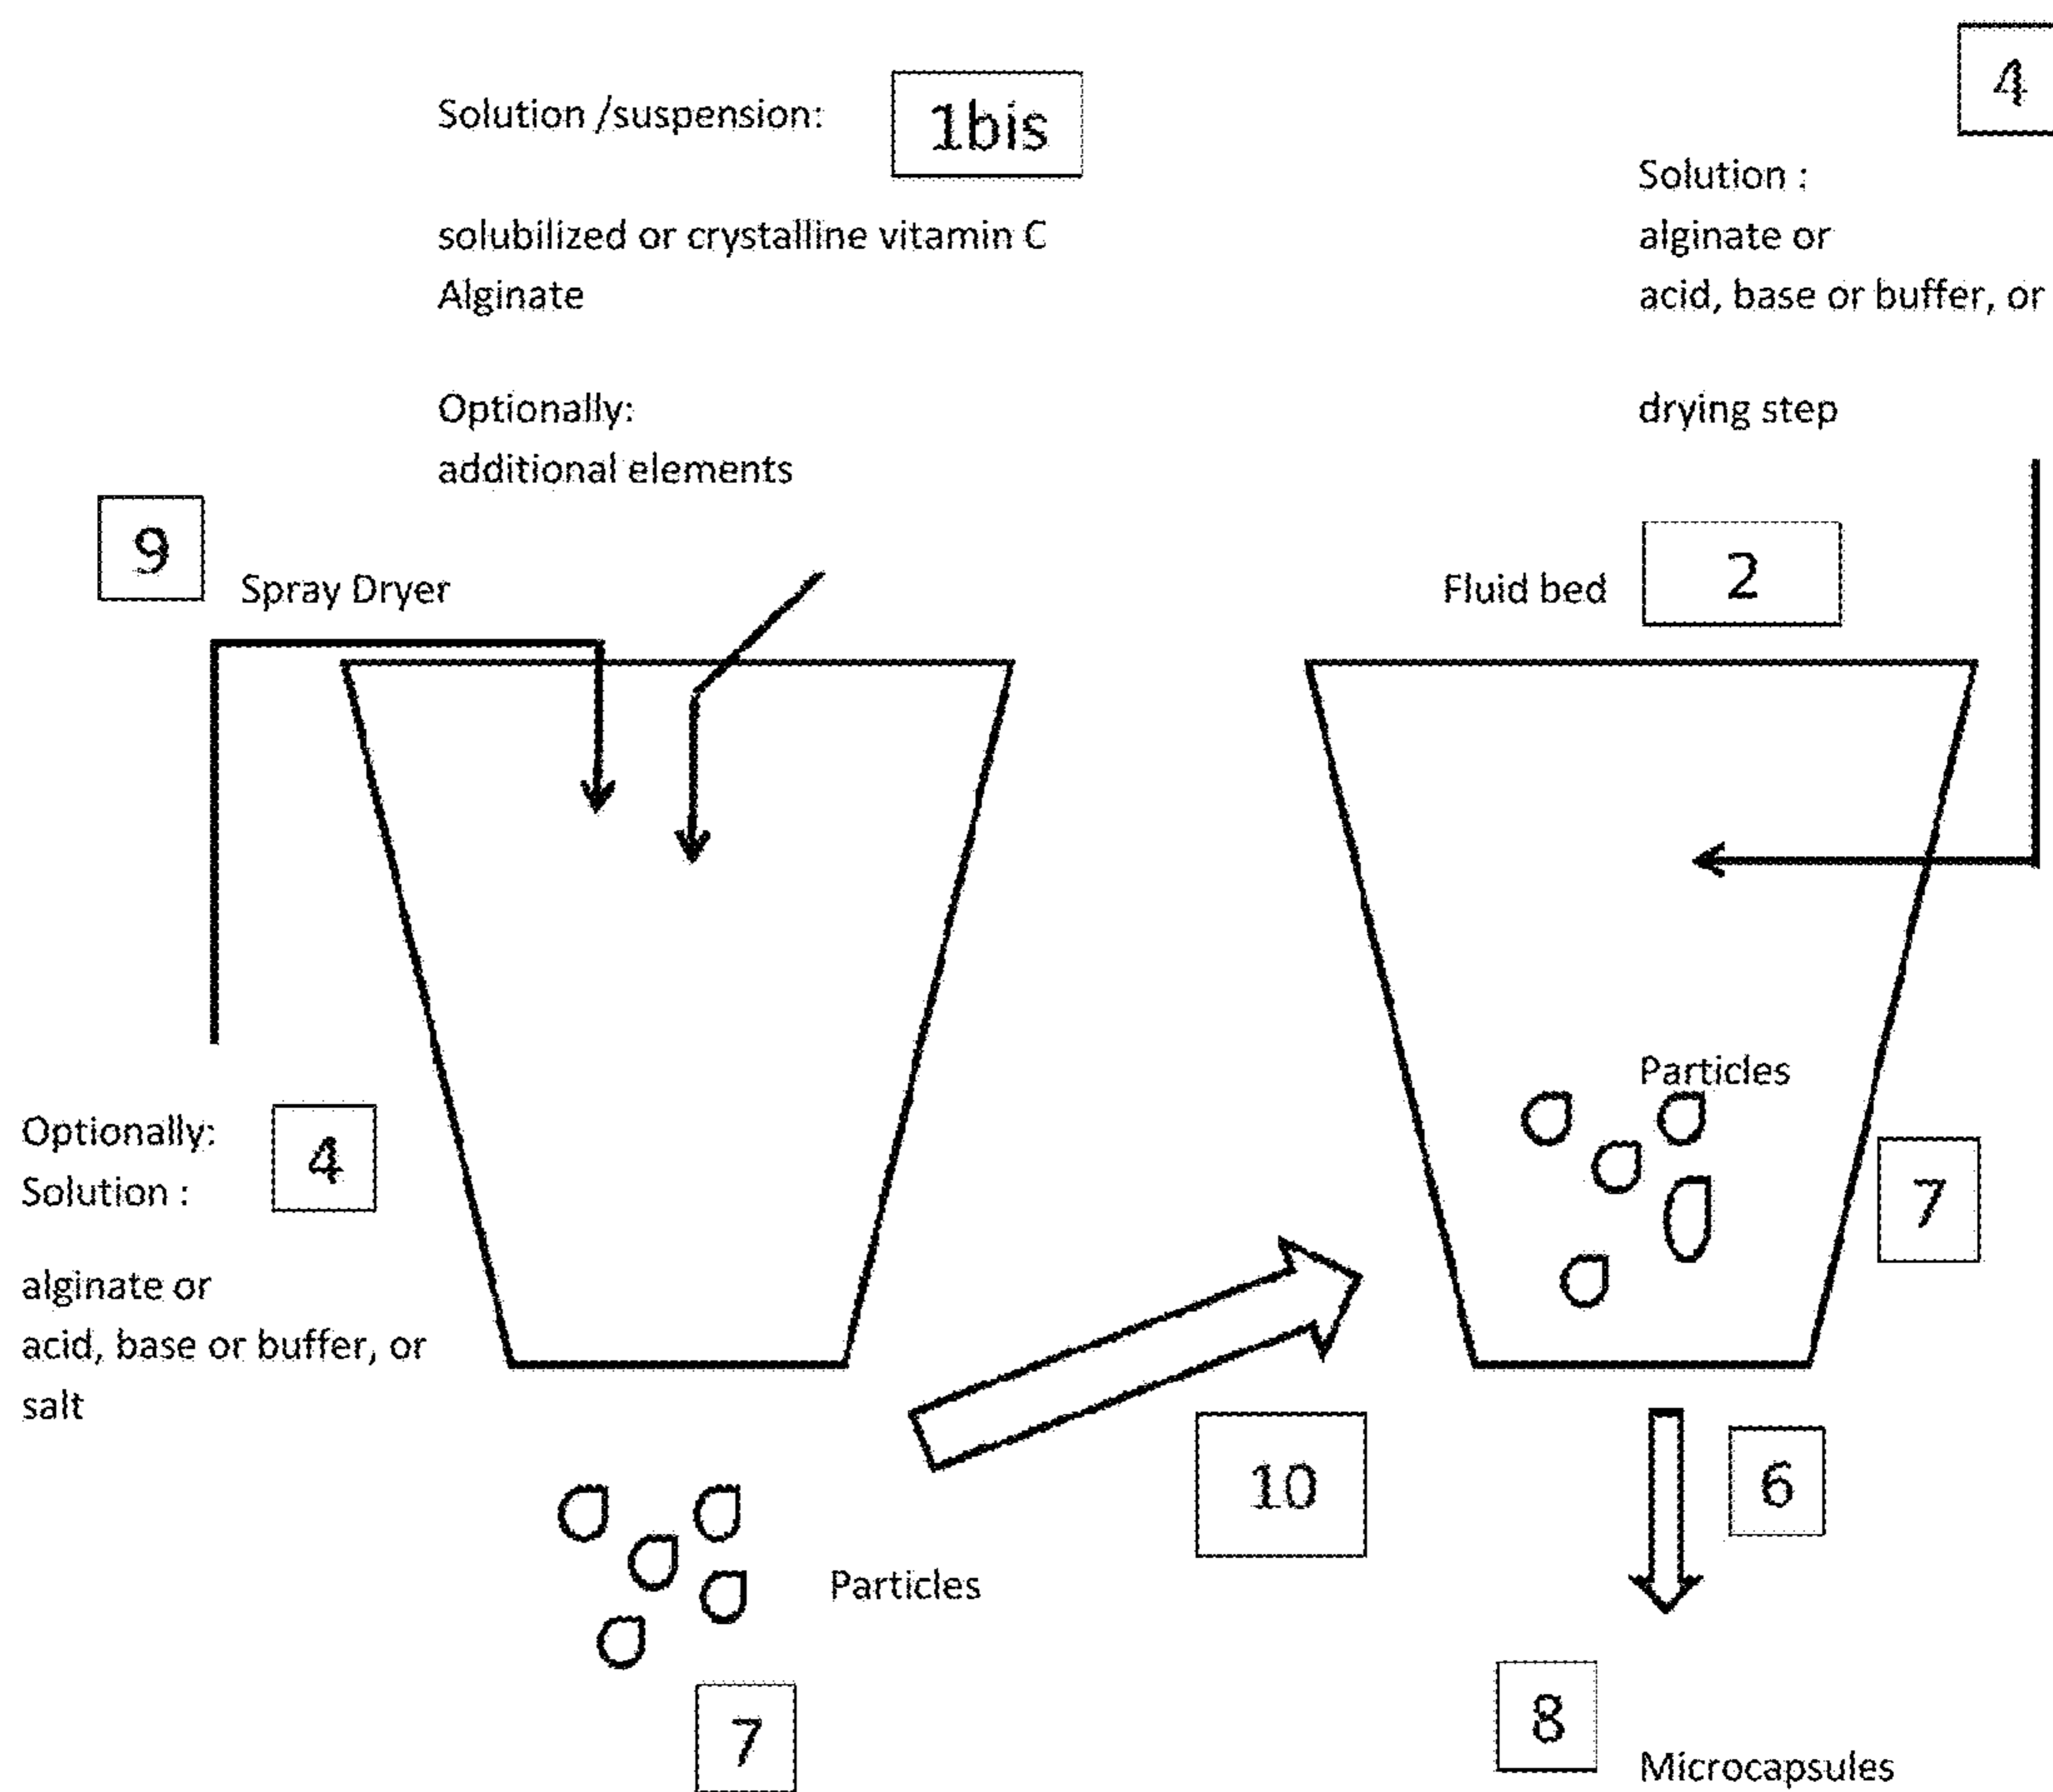 Solution /suspension:
1bis
solubilized or crystalline vitamin C
Alginate
Optionally:
additional elements
4
Solution :
alginate or
acid, base or buffer, or
drying step
9
Spray Dryer
Fluid bed
2
Optionally:
Solution :
4
alginate or
acid, base or buffer, or
salt
Particles
7
10
6
Particles
7
8
Microcapsules